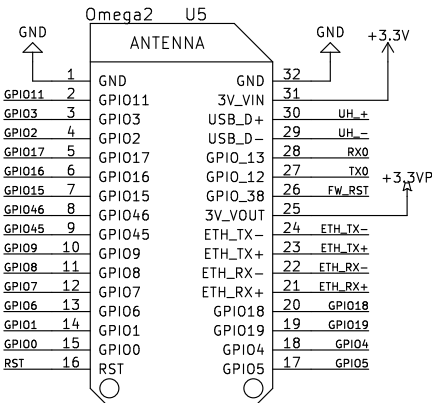 Omega2 U5
ANTENNA
GND GND +3.3V
1 GND GND 32
GPIO11 2 GPIO11 3V_VIN 31
GPIO3 3 GPIO3 USB_D+ 30 UH_+
GPIO2 4 GPIO2 USB_D- 29 UH_-
GPIO17 5 GPIO17 GPIO_13 28 RX0
GPIO16 6 GPIO16 GPIO_12 27 TX0
GPIO15 7 GPIO15 GPIO_38 26 FW_RST
+3.3VP
GPIO46 8 GPIO46 3V_VOUT 25
GPIO45 9 GPIO45 ETH_TX- 24 ETH_TX-
GPIO9 10 GPIO9 ETH_TX+ 23 ETH_TX+
GPIO8 11 GPIO8 ETH_RX- 22 ETH_RX-
GPIO7 12 GPIO7 ETH_RX+ 21 ETH_RX+
GPIO6 13 GPIO6 GPIO18 20 GPIO18
GPIO1 14 GPIO1 GPIO19 19 GPIO19
GPIO0 15 GPIO0 GPIO4 18 GPIO4
RST 16 RST GPIO5 17 GPIO5